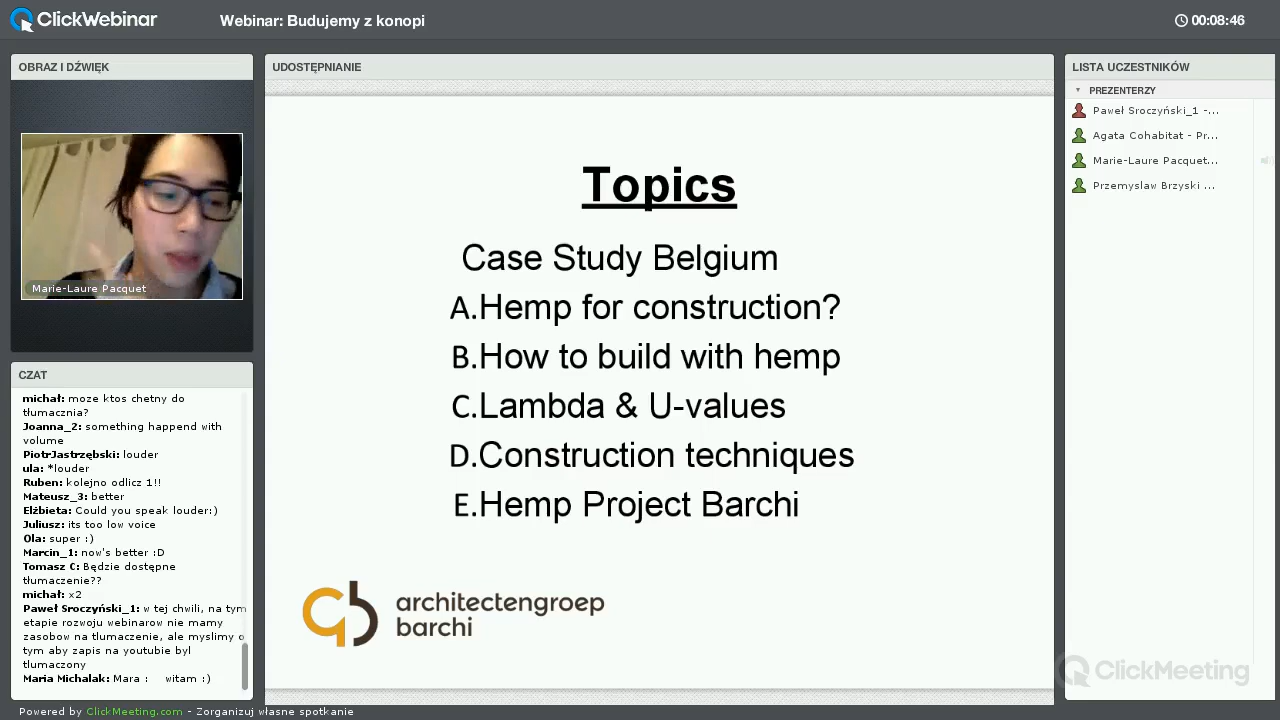 ClickWebinar
Webinar: Budujemy z konopi
00:08:46
OBRAZ I DŹWIĘK
Marie-Laure Pacquet
CZAT
michał: moze ktos chetny do
tłumacznia?
Joanna_2: something happend with
volume
PiotrJastrzębski: louder
ula: *louder
Ruben: kolejno odlicz 1!!
Mateusz_3: better
Elżbieta: Could you speak louder:)
Juliusz: its too low voice
Ola: super :)
Marcin_1: now's better :D
Tomasz C: Będzie dostępne
tłumaczenie??
michał: x2
Paweł Sroczyński_1: w tej chwili, na tym
etapie rozwoju webinarow nie mamy
zasobow na tłumaczenie, ale myslimy o
tym aby zapis na youtubie byl
tlumaczony
Maria Michalak: Mara : witam :)
UDOSTĘPNIANIE
Topics
Case Study Belgium
A.Hemp for construction?
B.How to build with hemp
C.Lambda & U-values
D.Construction techniques
E.Hemp Project Barchi
architectengroep
barchi
LISTA UCZESTNIKÓW
PREZENTERZY
Paweł Sroczyński_1 -...
Agata Cohabitat - Pr...
Marie-Laure Pacquet...
Przemyslaw Brzyski ...
ClickMeeting
Powered by ClickMeeting.com - Zorganizuj własne spotkanie